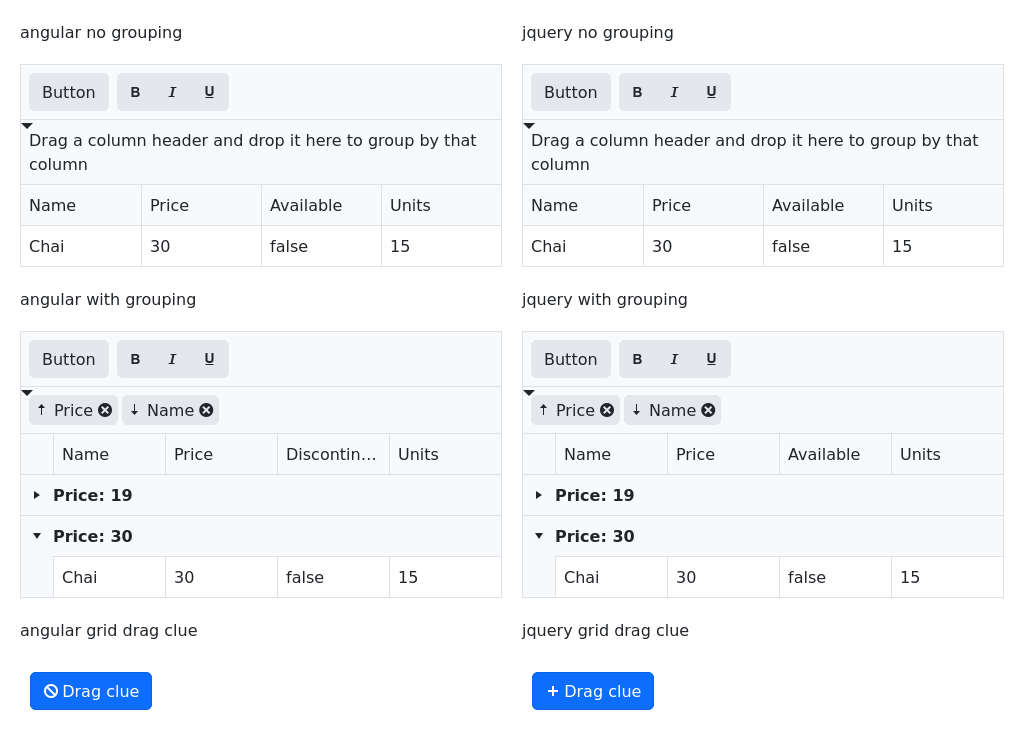 angular no grouping
jquery no grouping
Button B I U
Button B I U
Drag a column header and drop it here to group by that
column
Drag a column header and drop it here to group by that
column
Name Price Available Units
Name Price Available Units
Chai 30 false 15
Chai 30 false 15
angular with grouping
jquery with grouping
Button B I U
Button B I U
Price Name
Price Name
Name Price Discontin... Units
Name Price Available Units
Price: 19
Price: 19
Price: 30
Price: 30
Chai 30 false 15
Chai 30 false 15
angular grid drag clue
jquery grid drag clue
Drag clue
Drag clue